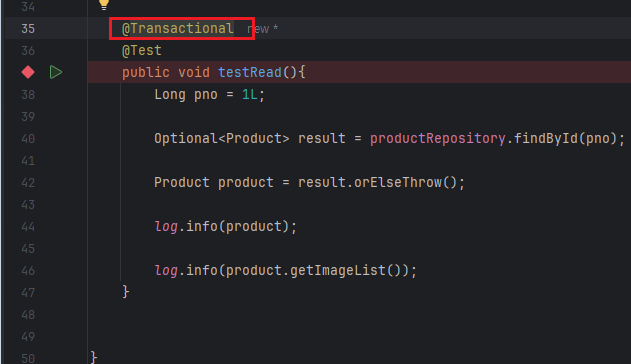 34
35 @Transactional new *
36 @Test
public void testRead(){
38 Long pno = 1L;
39
40 Optional<Product> result = productRepository.findById(pno);
41
42 Product product = result.orElseThrow();
43
44 log.info(product);
45
46 log.info(product.getImageList());
47 }
48
49
50 }